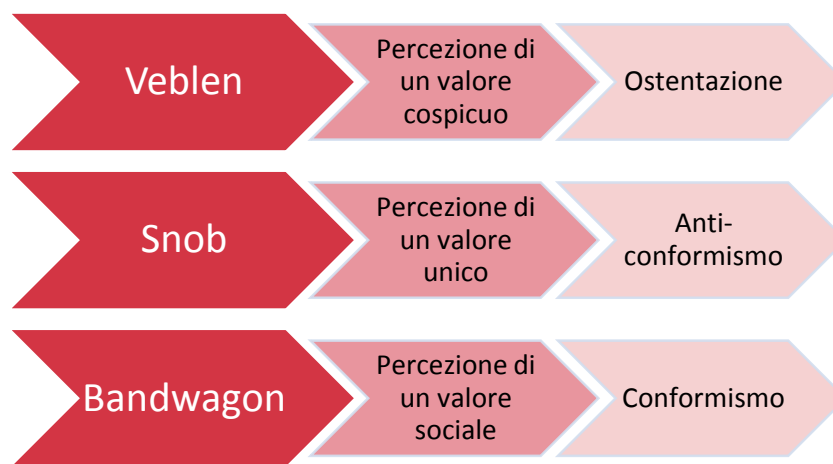 Veblen
Percezione di
un valore
cospicuo
Ostentazione
Snob
Percezione di
un valore
unico
Anti-
conformismo
Bandwagon
Percezione di
un valore
sociale
Conformismo